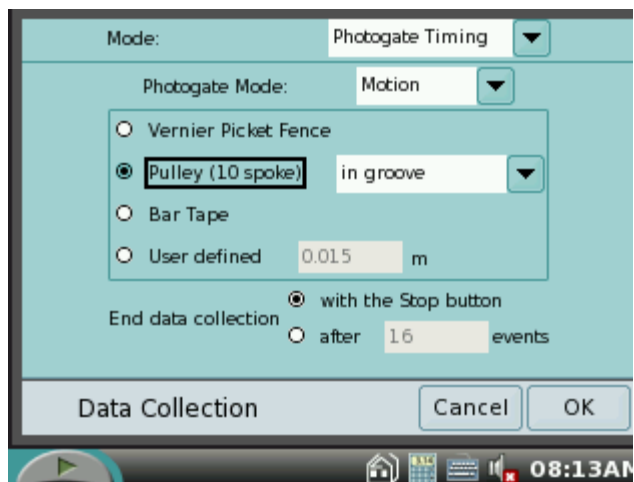 Mode: Photogate Timing
Photogate Mode: Motion
Vernier Picket Fence
Pulley (10 spoke) in groove
Bar Tape
User defined 0.015 m
End data collection
with the Stop button
after 16 events
Data Collection Cancel OK
08:13AM